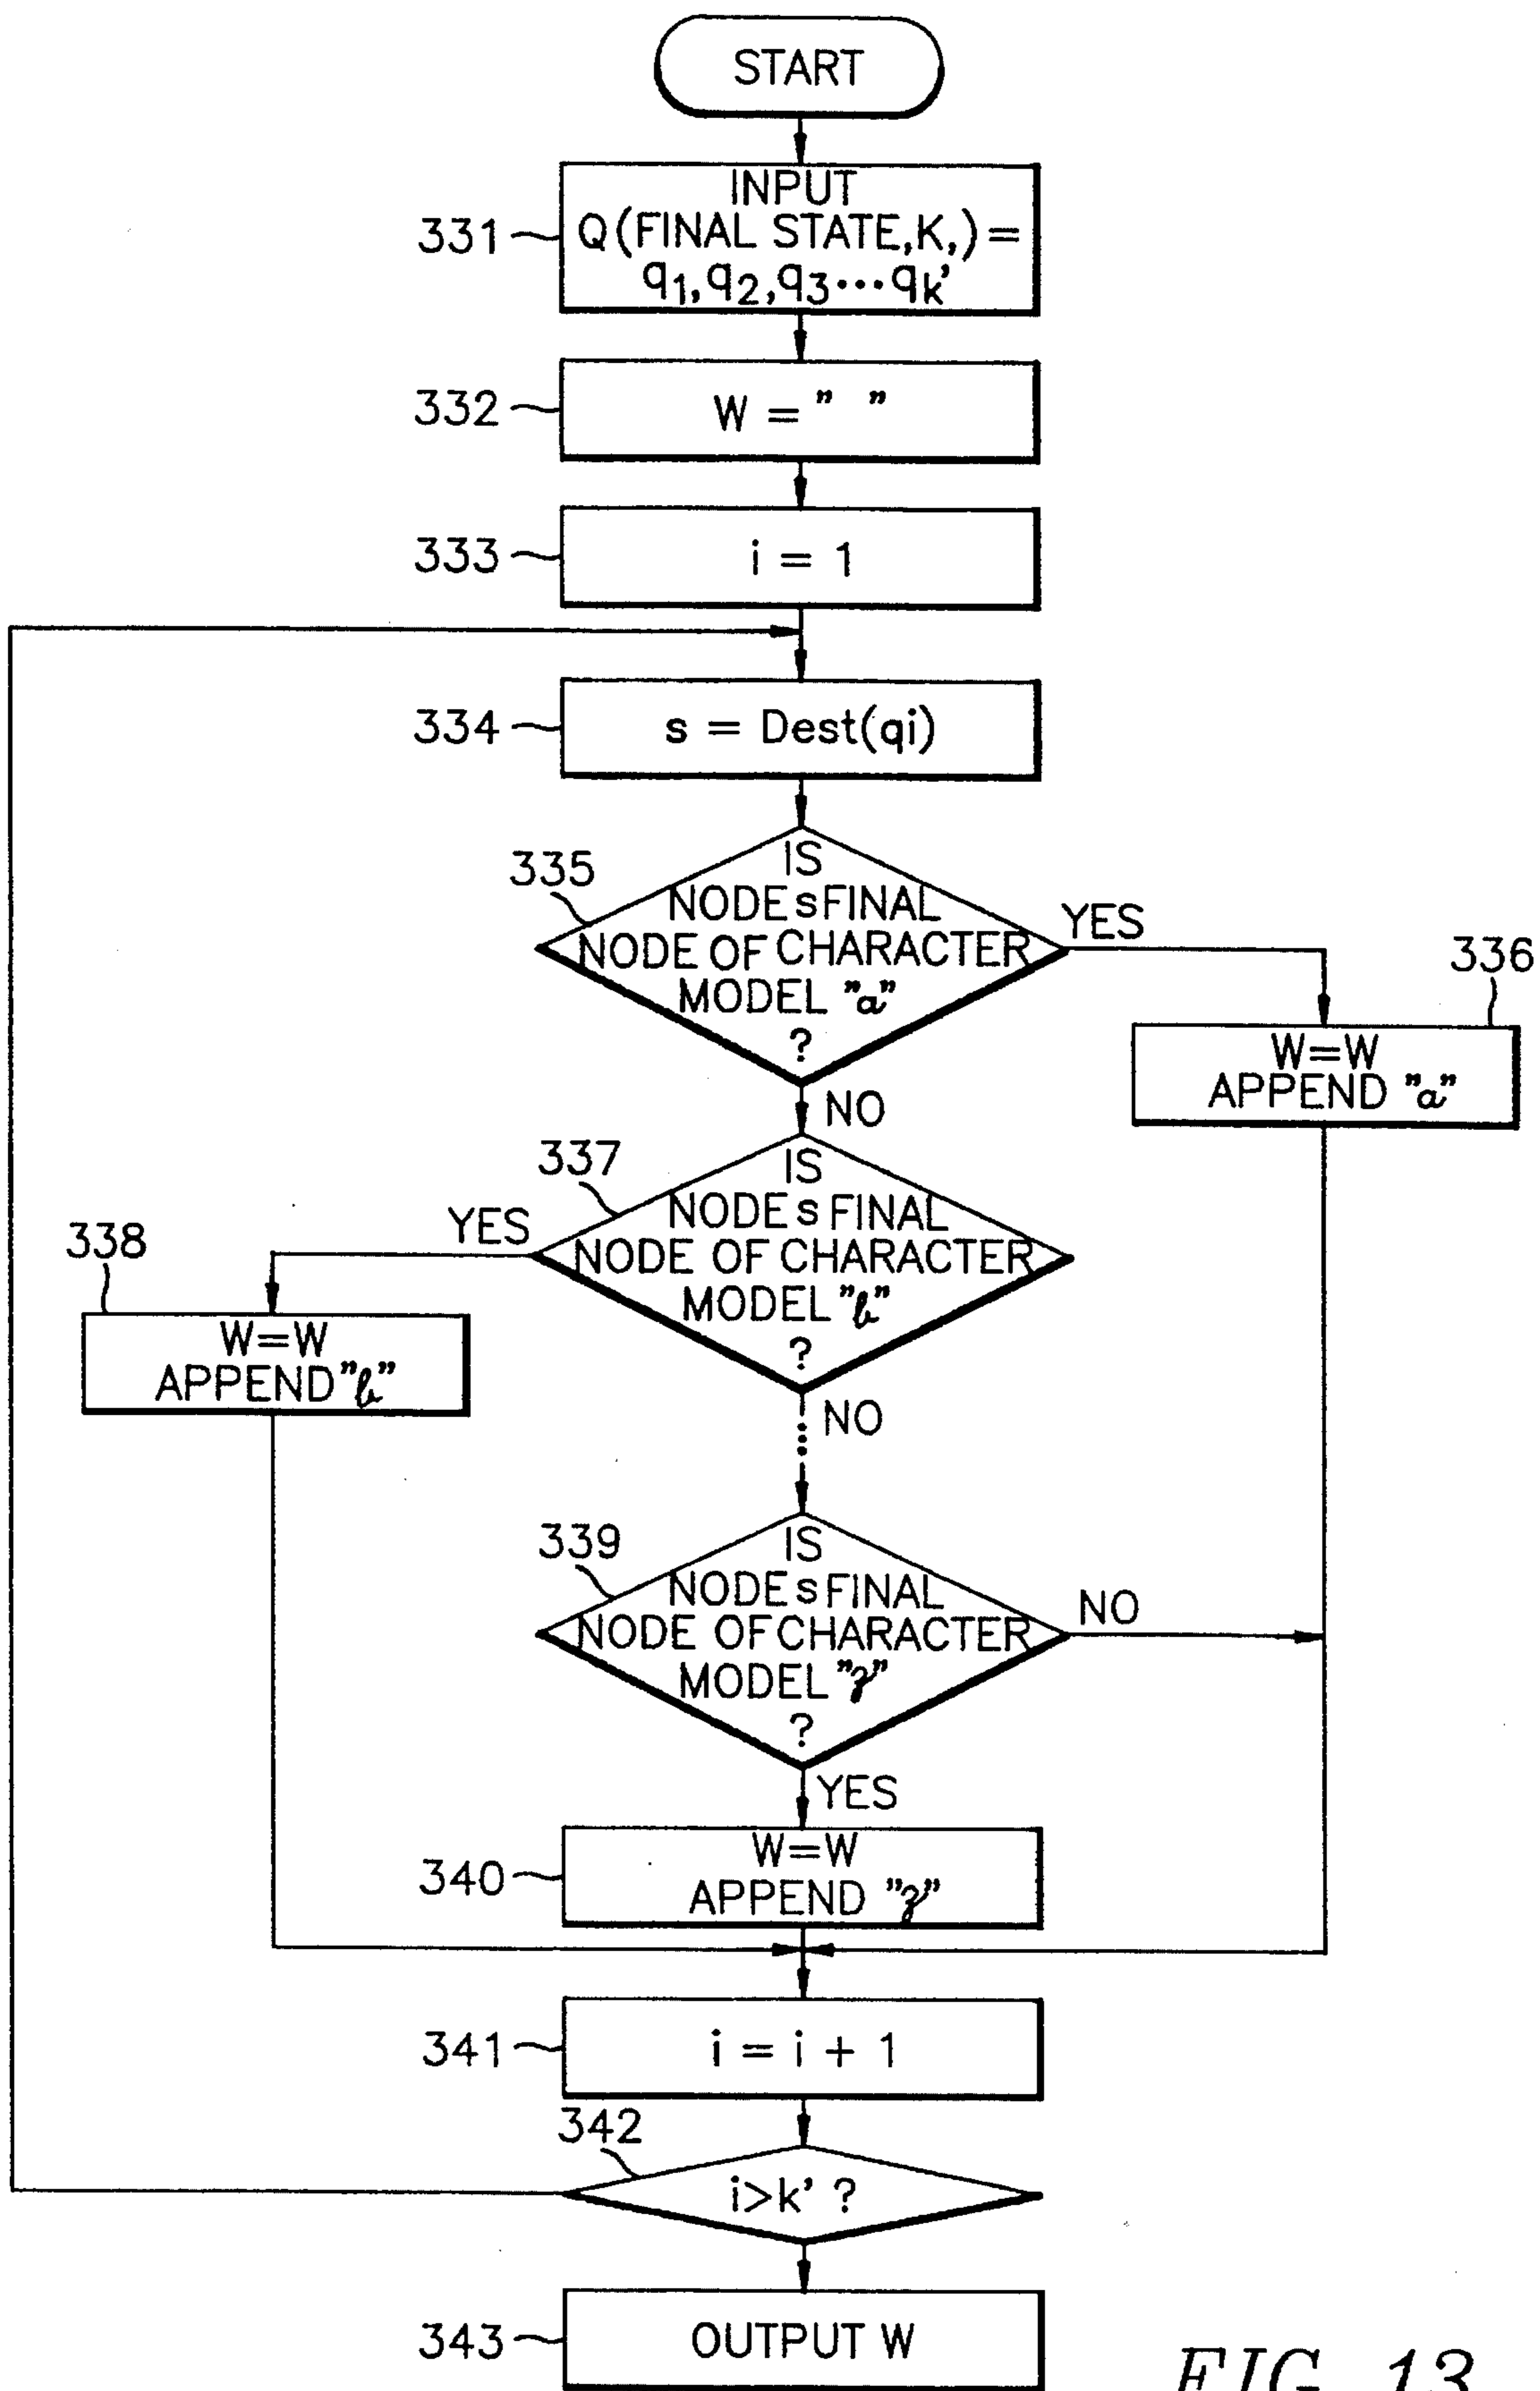 START
INPUT
331
Q(FINAL STATE,K,)=
q1,q2,q3···qk'
332
W = " "
333
i = 1
334
s = Dest(qi)
335
IS
NODE s FINAL
NODE OF CHARACTER
MODEL "a"
?
YES
336
W=W
APPEND "a"
NO
337
IS
NODE s FINAL
NODE OF CHARACTER
MODEL "b"
?
YES
338
W=W
APPEND "b"
NO
339
IS
NODE s FINAL
NODE OF CHARACTER
MODEL "z"
?
NO
YES
340
W=W
APPEND "z"
341
i = i + 1
342
i>k' ?
343
OUTPUT W
FIG. 13